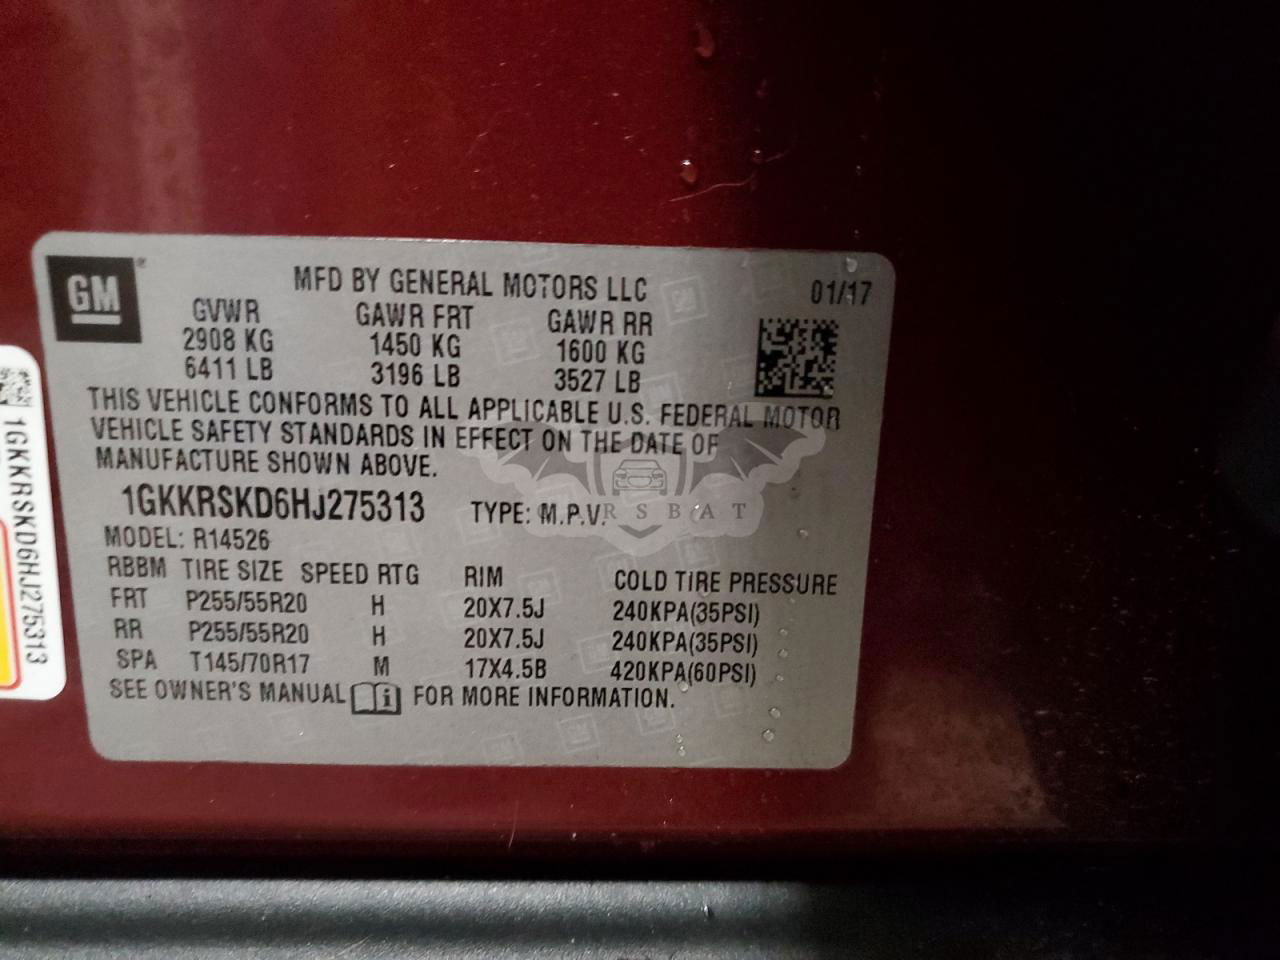 GM
MFD BY GENERAL MOTORS LLC 01/17
GVWR GAWR FRT GAWR RR
2908 KG 1450 KG 1600 KG
6411 LB 3196 LB 3527 LB
THIS VEHICLE CONFORMS TO ALL APPLICABLE U.S. FEDERAL MOTOR
VEHICLE SAFETY STANDARDS IN EFFECT ON THE DATE OF
MANUFACTURE SHOWN ABOVE.
1GKKRSKD6HJ275313 TYPE: M.P.V.
CARSBAT
MODEL: R14526
RBBM TIRE SIZE SPEED RTG RIM COLD TIRE PRESSURE
FRT P255/55R20 H 20X7.5J 240KPA(35PSI)
RR P255/55R20 H 20X7.5J 240KPA(35PSI)
SPA T145/70R17 M 17X4.5B 420KPA(60PSI)
SEE OWNER'S MANUAL FOR MORE INFORMATION.
1GKKRSKD6HJ275313